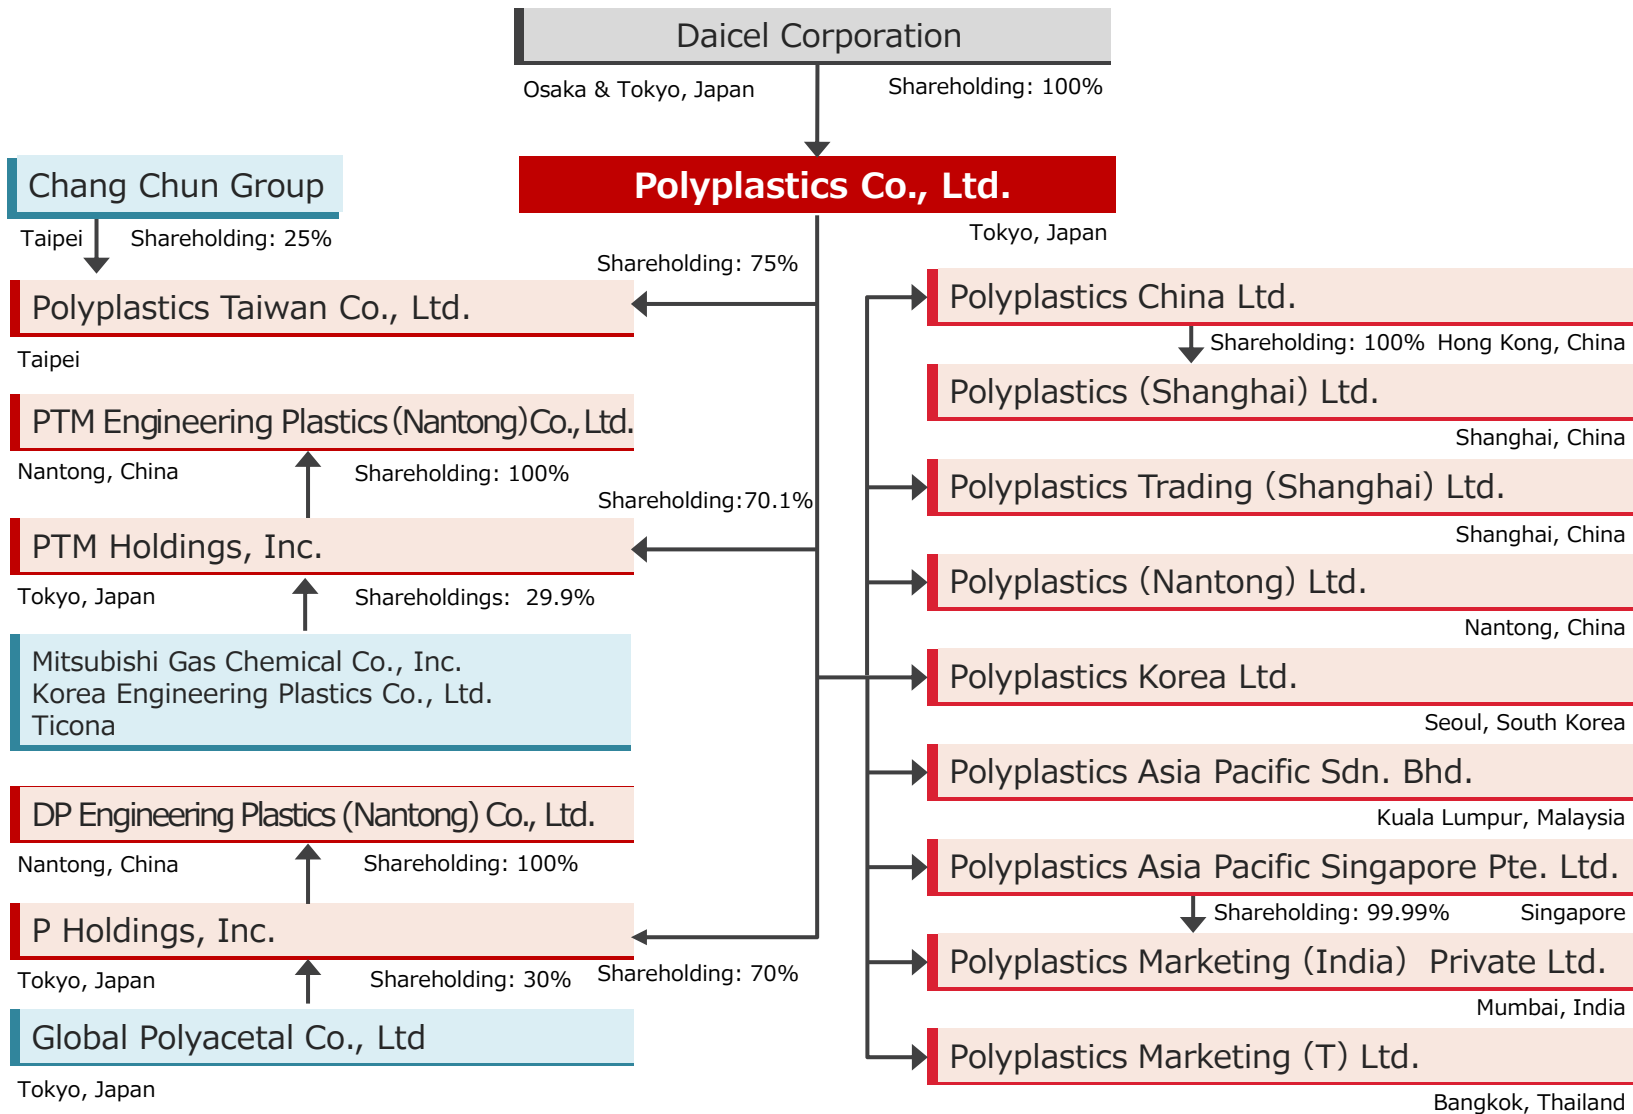 Daicel Corporation
Osaka & Tokyo, Japan
Shareholding: 100%
Polyplastics Co., Ltd.
Tokyo, Japan
Chang Chun Group
Taipei
Shareholding: 25%
Shareholding: 75%
Polyplastics Taiwan Co., Ltd.
Taipei
PTM Engineering Plastics (Nantong) Co., Ltd.
Nantong, China
Shareholding: 100%
Shareholding:70.1%
PTM Holdings, Inc.
Tokyo, Japan
Shareholdings: 29.9%
Mitsubishi Gas Chemical Co., Inc.
Korea Engineering Plastics Co., Ltd.
Ticona
DP Engineering Plastics (Nantong) Co., Ltd.
Nantong, China
Shareholding: 100%
P Holdings, Inc.
Tokyo, Japan
Shareholding: 30%
Shareholding: 70%
Global Polyacetal Co., Ltd
Tokyo, Japan
Polyplastics China Ltd.
Shareholding: 100%
Hong Kong, China
Polyplastics (Shanghai) Ltd.
Shanghai, China
Polyplastics Trading (Shanghai) Ltd.
Shanghai, China
Polyplastics (Nantong) Ltd.
Nantong, China
Polyplastics Korea Ltd.
Seoul, South Korea
Polyplastics Asia Pacific Sdn. Bhd.
Kuala Lumpur, Malaysia
Polyplastics Asia Pacific Singapore Pte. Ltd.
Shareholding: 99.99%
Singapore
Polyplastics Marketing (India) Private Ltd.
Mumbai, India
Polyplastics Marketing (T) Ltd.
Bangkok, Thailand